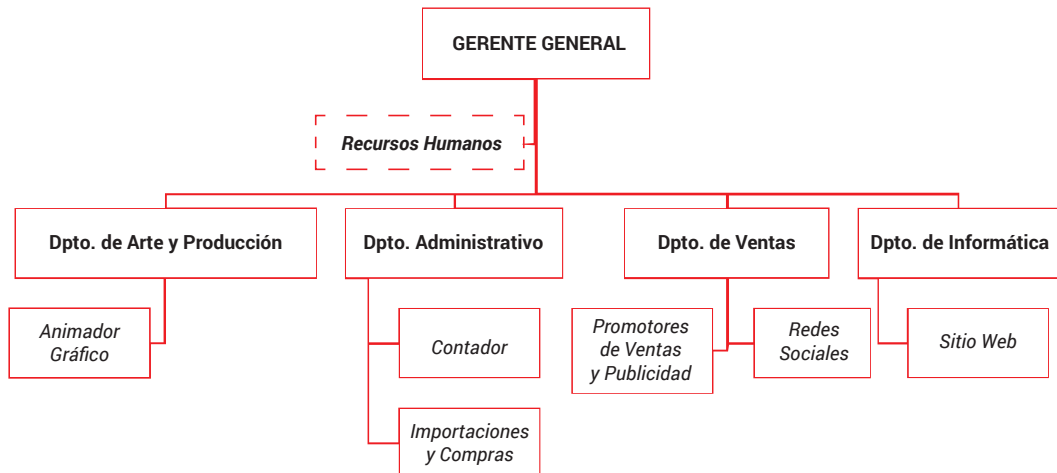 GERENTE GENERAL
Recursos Humanos
Dpto. de Arte y Producción
Dpto. Administrativo
Dpto. de Ventas
Dpto. de Informática
Animador
Gráfico
Contador
Promotores
de Ventas
y Publicidad
Redes
Sociales
Sitio Web
Importaciones
y Compras